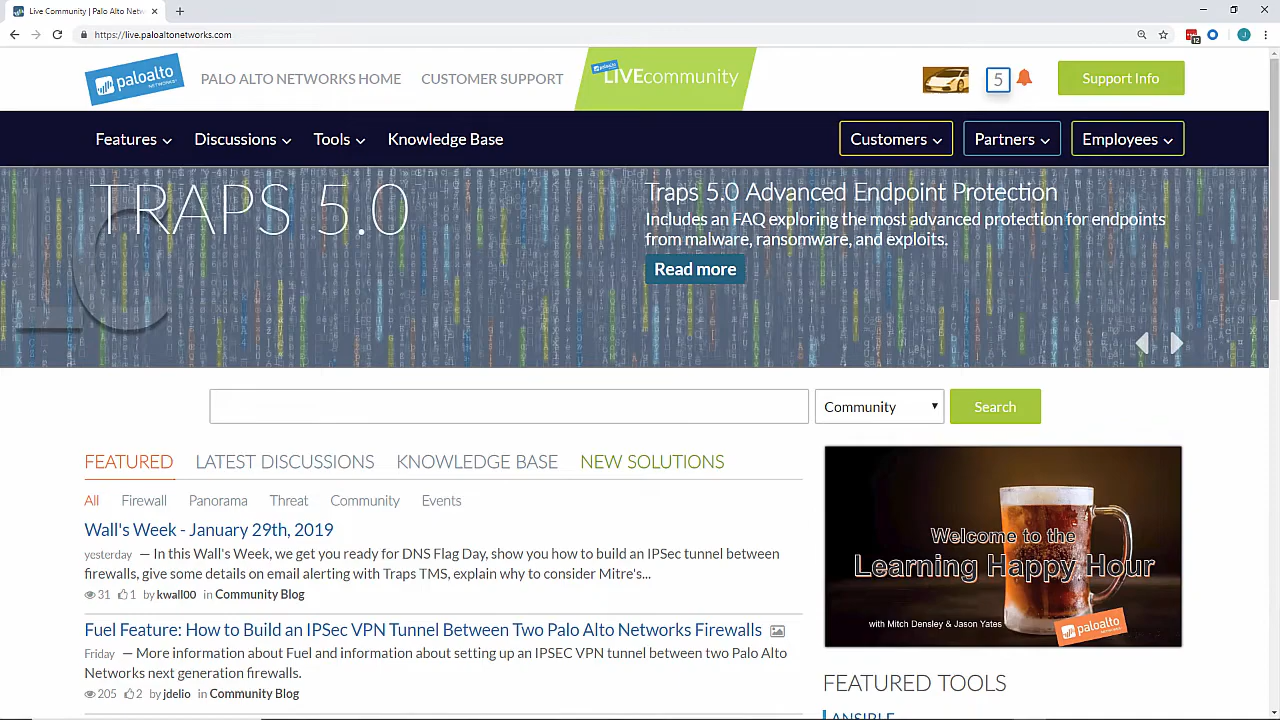 Live Community | Palo Alto Netw
https://live.paloaltonetworks.com
12
J
paloalto
NETWORKS
PALO ALTO NETWORKS HOME
CUSTOMER SUPPORT
paloalto
LIVEcommunity
5
Support Info
Features
Discussions
Tools
Knowledge Base
Customers
Partners
Employees
TRAPS 5.0
Traps 5.0 Advanced Endpoint Protection
Includes an FAQ exploring the most advanced protection for endpoints
from malware, ransomware, and exploits.
Read more
Community
Search
FEATURED
LATEST DISCUSSIONS
KNOWLEDGE BASE
NEW SOLUTIONS
All
Firewall
Panorama
Threat
Community
Events
Wall's Week - January 29th, 2019
yesterday — In this Wall's Week, we get you ready for DNS Flag Day, show you how to build an IPSec tunnel between
firewalls, give some details on email alerting with Traps TMS, explain why to consider Mitre's...
31 1 by kwall00 in Community Blog
Fuel Feature: How to Build an IPSec VPN Tunnel Between Two Palo Alto Networks Firewalls
Friday — More information about Fuel and information about setting up an IPSEC VPN tunnel between two Palo Alto
Networks next generation firewalls.
205 2 by jdelio in Community Blog
Welcome to the
Learning Happy Hour
with Mitch Densley & Jason Yates
paloalto
FEATURED TOOLS
ANSIBLE